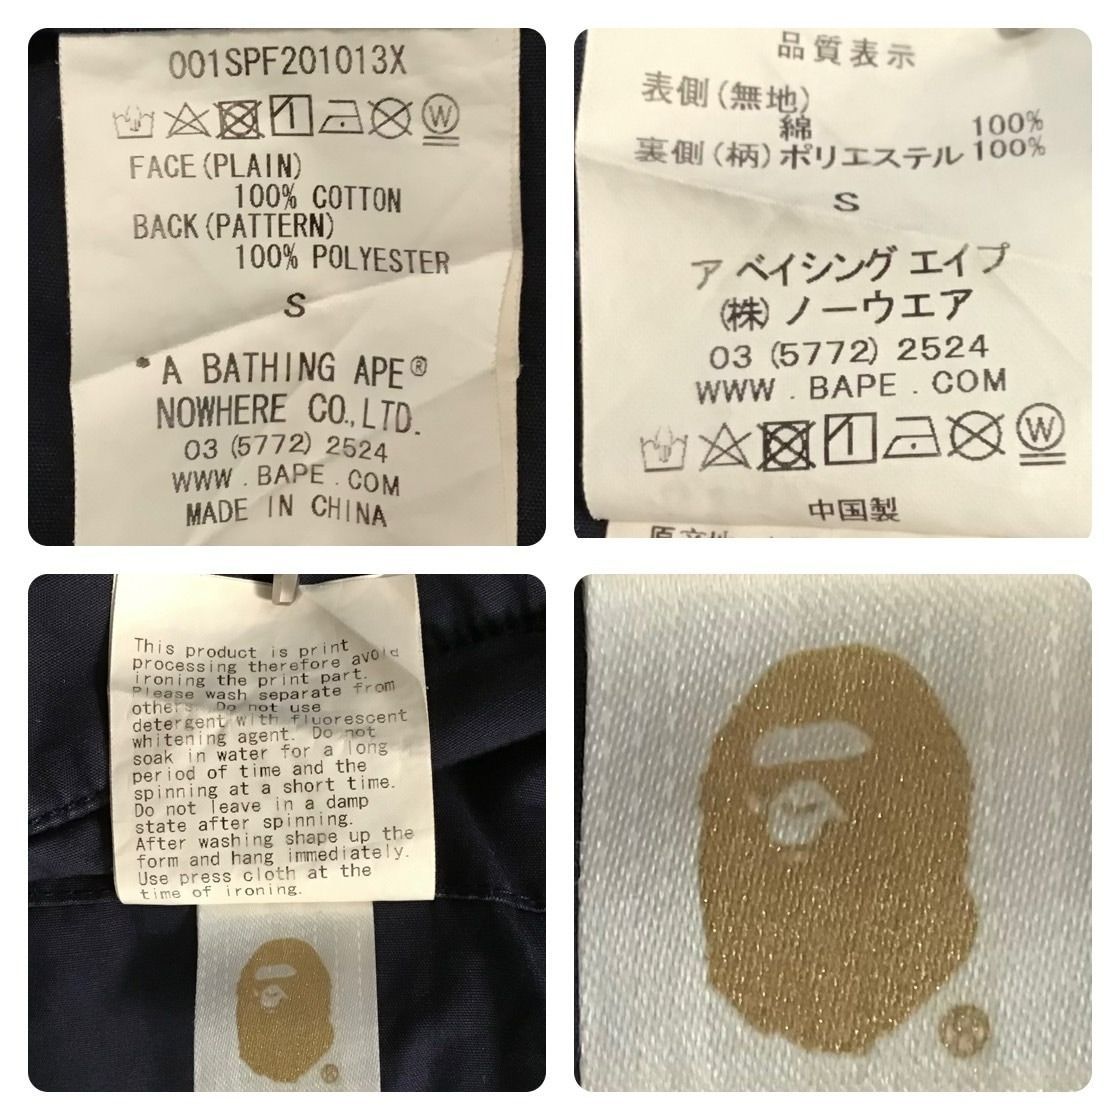 001SPF201013X
W
FACE(PLAIN)
100% COTTON
BACK(PATTERN)
100% POLYESTER
S
A BATHING APE®
NOWHERE CO.,LTD.
03 (5772) 2524
WWW . BAPE . COM
MADE IN CHINA
品質表示
表側(無地)
綿 100%
裏側(柄)ポリエステル 100%
S
ア ベイシング エイプ
(株) ノーウエア
03 (5772) 2524
WWW . BAPE . COM
W
中国製
This product is print
processing therefore avoid
ironing the print part.
Please wash separate from
others. Do not use
detergent with fluorescent
whitening agent. Do not
soak in water for a long
period of time and the
spinning at a short time.
Do not leave in a damp
state after spinning.
After washing shape up the
form and hang immediately.
Use press cloth at the
time of ironing.
®
®